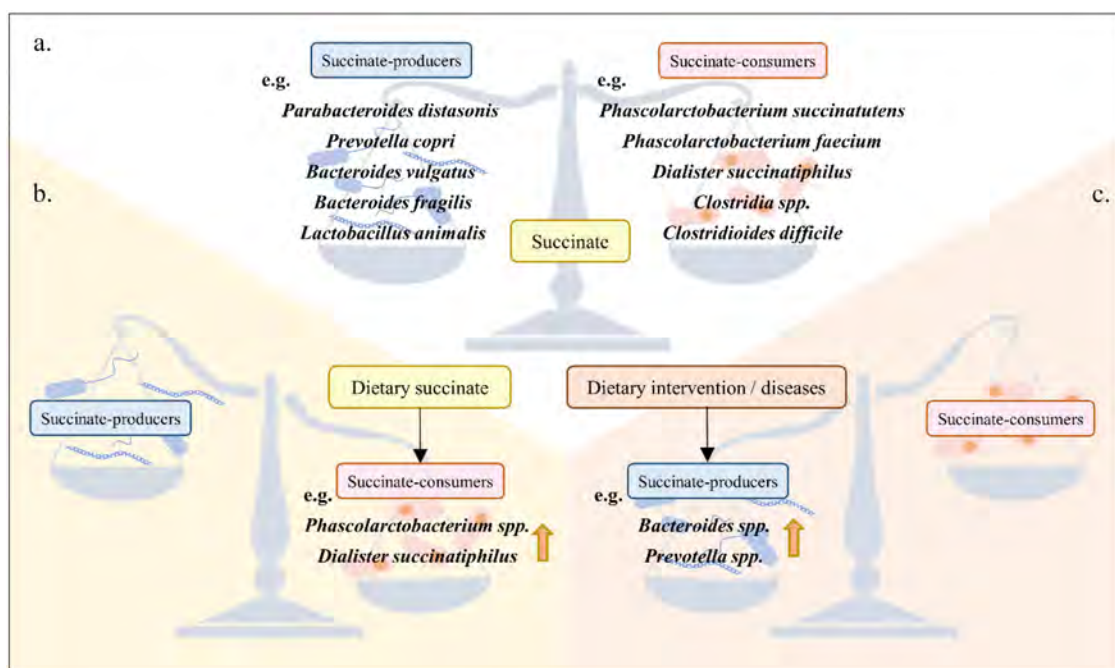 a.
Succinate-producers
e.g.
Parabacteroides distasonis
Prevotella copri
Bacteroides vulgatus
Bacteroides fragilis
Lactobacillus animalis
Succinate-consumers
e.g.
Phascolarctobacterium succinatutens
Phascolarctobacterium faecium
Dialister succinatiphilus
Clostridia spp.
Clostridioides difficile
Succinate
b.
Succinate-producers
Dietary succinate
Succinate-consumers
e.g.
Phascolarctobacterium spp.
Dialister succinatiphilus
c.
Dietary intervention / diseases
Succinate-producers
e.g.
Bacteroides spp.
Prevotella spp.
Succinate-consumers